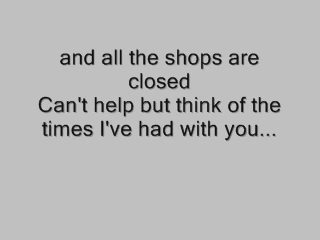 and all the shops are
closed
Can't help but think of the
times I've had with you...